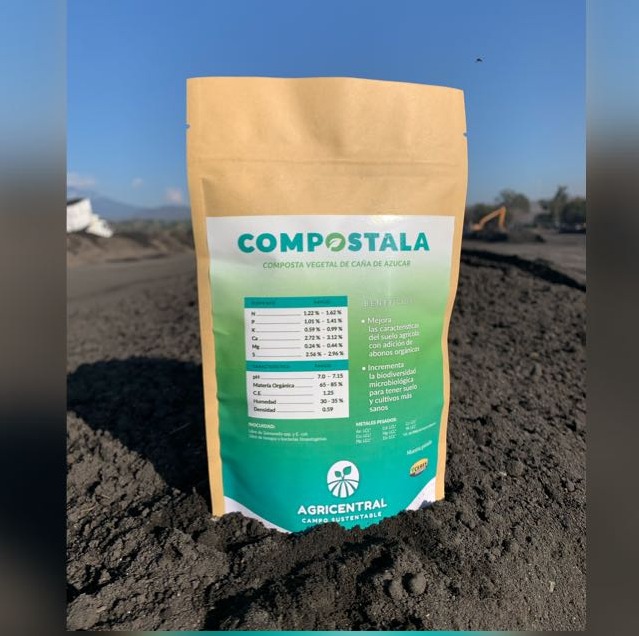 COMPOSTALA
COMPOSTA VEGETAL DE CAÑA DE AZUCAR
N 1.22 % - 1.62 %
P 1.01 % - 1.41 %
K 0.59 % - 0.99 %
Ca 2.72 % - 3.12 %
Mg 0.24 % - 0.44 %
S 2.56 % - 2.96 %
pH 7.0 - 7.15
Materia Orgánica 65 - 85 %
C.E 1.25
Humedad 30 - 35 %
Densidad 0.59
• Mejora
las características
del suelo agrícola
con adición de
abonos orgánicos
• Incrementa
la biodiversidad
microbiológica
para tener suelo
y cultivos más
sanos
INOCUIDAD:
METALES PESADOS:
AGRICENTRAL
CAMPO SUSTENTABLE